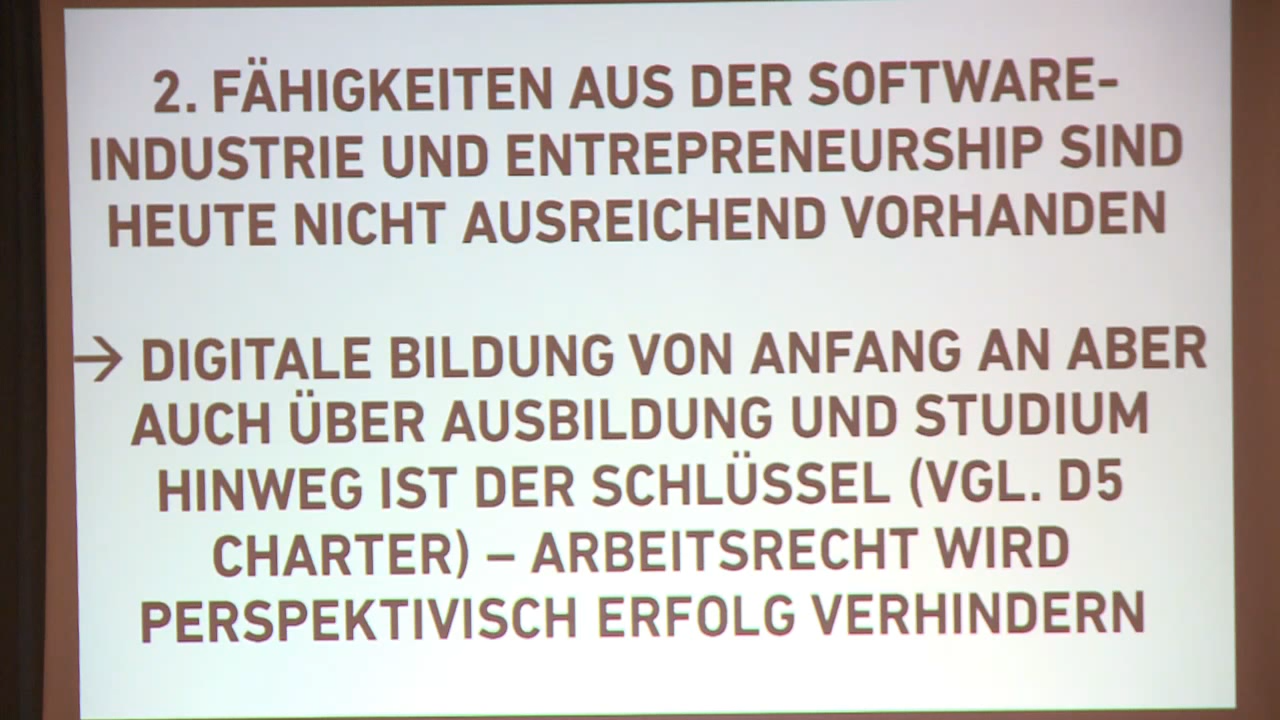 2. FÄHIGKEITEN AUS DER SOFTWARE-
INDUSTRIE UND ENTREPRENEURSHIP SIND
HEUTE NICHT AUSREICHEND VORHANDEN
→ DIGITALE BILDUNG VON ANFANG AN ABER
AUCH ÜBER AUSBILDUNG UND STUDIUM
HINWEG IST DER SCHLÜSSEL (VGL. D5
CHARTER) – ARBEITSRECHT WIRD
PERSPEKTIVISCH ERFOLG VERHINDERN